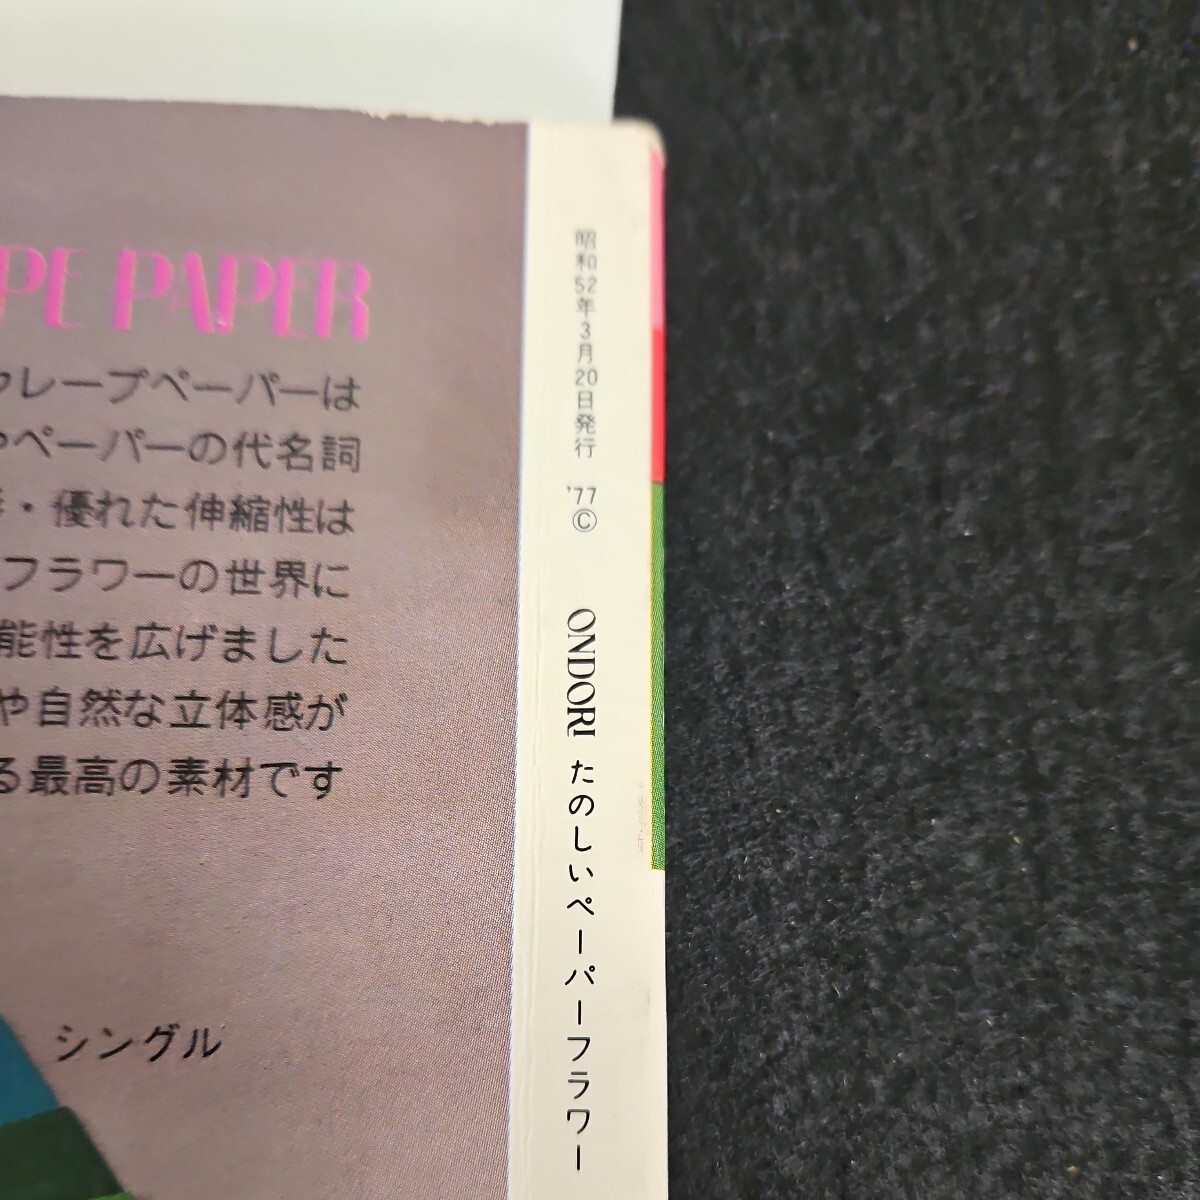 PE PAPER
クレープペーパーは
ペーパーの代名詞
・優れた伸縮性は
フラワーの世界に
能性を広げました
や自然な立体感が
る最高の素材です
シングル
昭和52年3月20日発行 '77©
ONDORI たのしいペーパーフラワー